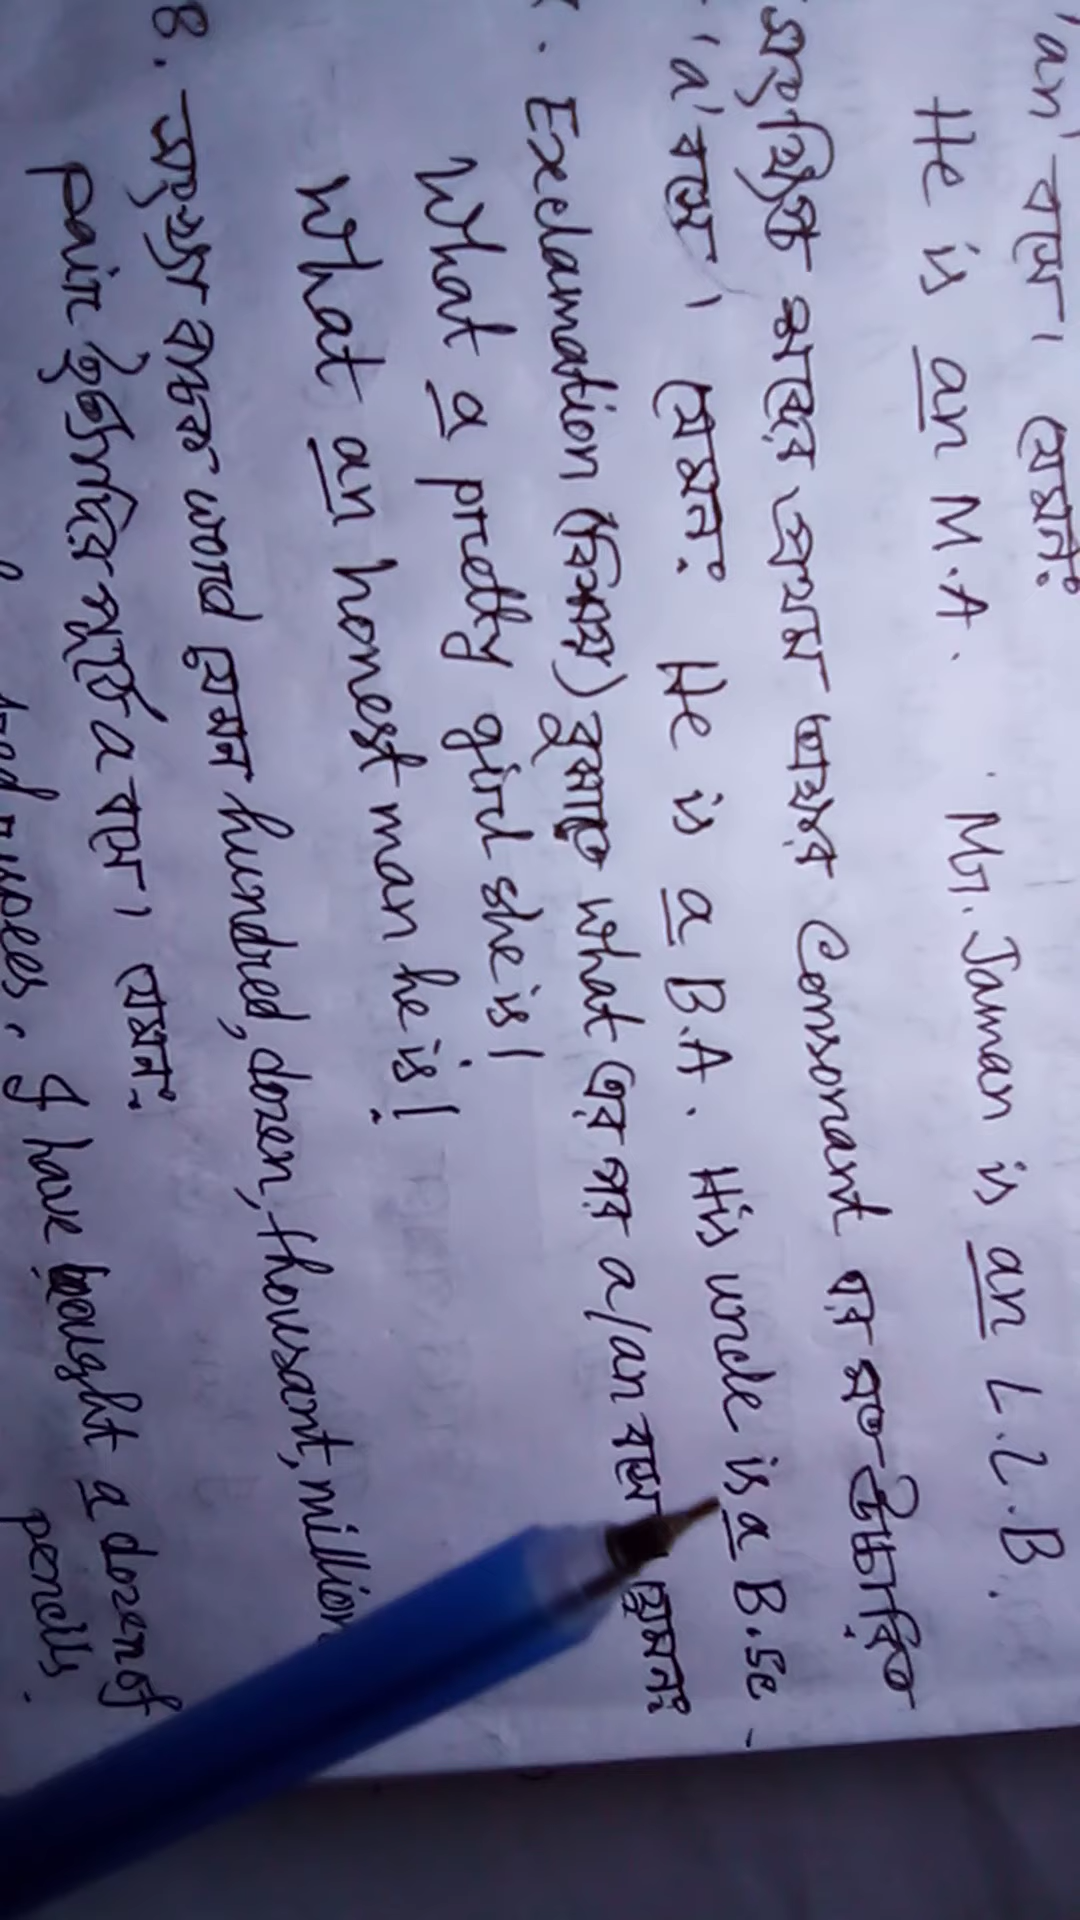 'an' বসে। যেমন:
He is an M.A. Mr. Jaman is an L.L.B.
সংক্ষিপ্ত শব্দের প্রথম অক্ষর Consonant এর মত উচ্চারিত
'a' বসে। যেমন: He is a B.A. His uncle is a B.sc -
. Exclamation (বিস্ময়) বুঝাতে what এর পর a/an বসে যেমন:
What a pretty girl she is!
What an honest man he is!
8. সংখ্যা বাচক word যেমন hundred, dozen, thousant, million
pair ইত্যাদির পূর্বে a বসে। যেমন:
rupees. I have bought a dozen of
pencils.